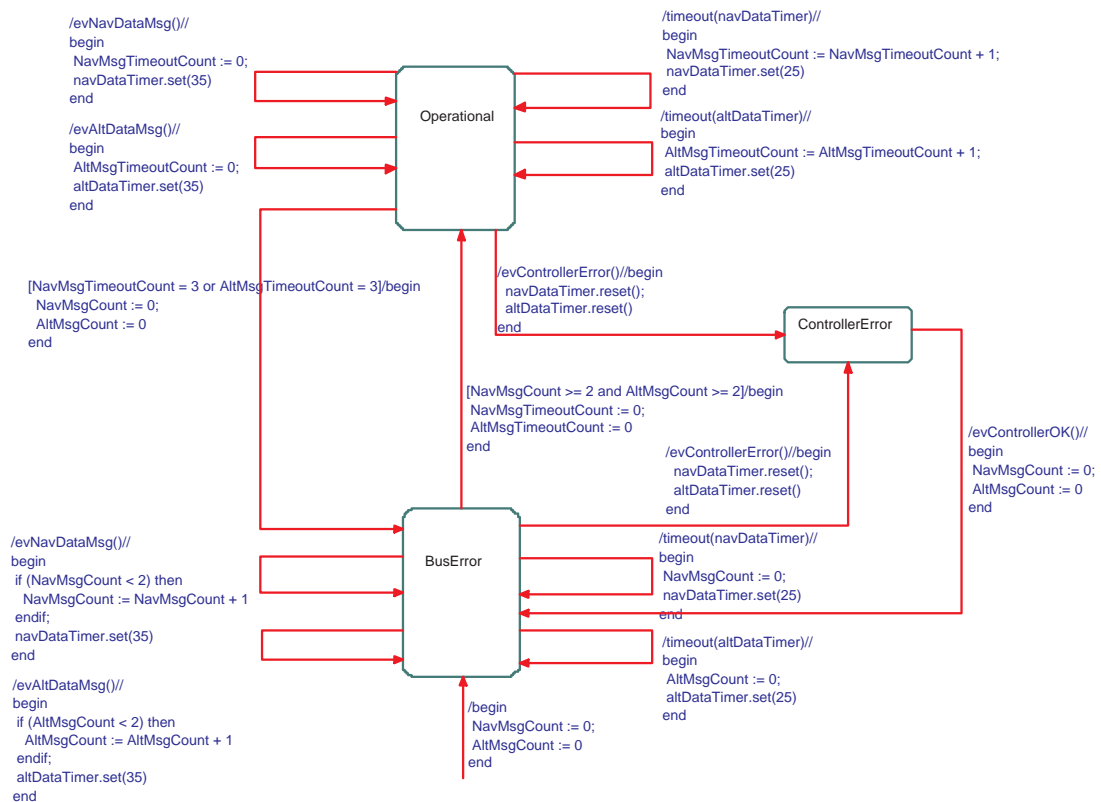 /evNavDataMsg()//
begin
NavMsgTimeoutCount := 0;
navDataTimer.set(35)
end
/timeout(navDataTimer)//
begin
NavMsgTimeoutCount := NavMsgTimeoutCount + 1;
navDataTimer.set(25)
end
Operational
/evAltDataMsg()//
begin
AltMsgTimeoutCount := 0;
altDataTimer.set(35)
end
/timeout(altDataTimer)//
begin
AltMsgTimeoutCount := AltMsgTimeoutCount + 1;
altDataTimer.set(25)
end
[NavMsgTimeoutCount = 3 or AltMsgTimeoutCount = 3]/begin
NavMsgCount := 0;
AltMsgCount := 0
end
/evControllerError()//begin
navDataTimer.reset();
altDataTimer.reset()
end
ControllerError
[NavMsgCount >= 2 and AltMsgCount >= 2]/begin
NavMsgTimeoutCount := 0;
AltMsgTimeoutCount := 0
end
/evControllerError()//begin
navDataTimer.reset();
altDataTimer.reset()
end
/evControllerOK()//
begin
NavMsgCount := 0;
AltMsgCount := 0
end
/evNavDataMsg()//
begin
if (NavMsgCount < 2) then
NavMsgCount := NavMsgCount + 1
endif;
navDataTimer.set(35)
end
BusError
/timeout(navDataTimer)//
begin
NavMsgCount := 0;
navDataTimer.set(25)
end
/timeout(altDataTimer)//
begin
AltMsgCount := 0;
altDataTimer.set(25)
end
/evAltDataMsg()//
begin
if (AltMsgCount < 2) then
AltMsgCount := AltMsgCount + 1
endif;
altDataTimer.set(35)
end
/begin
NavMsgCount := 0;
AltMsgCount := 0
end